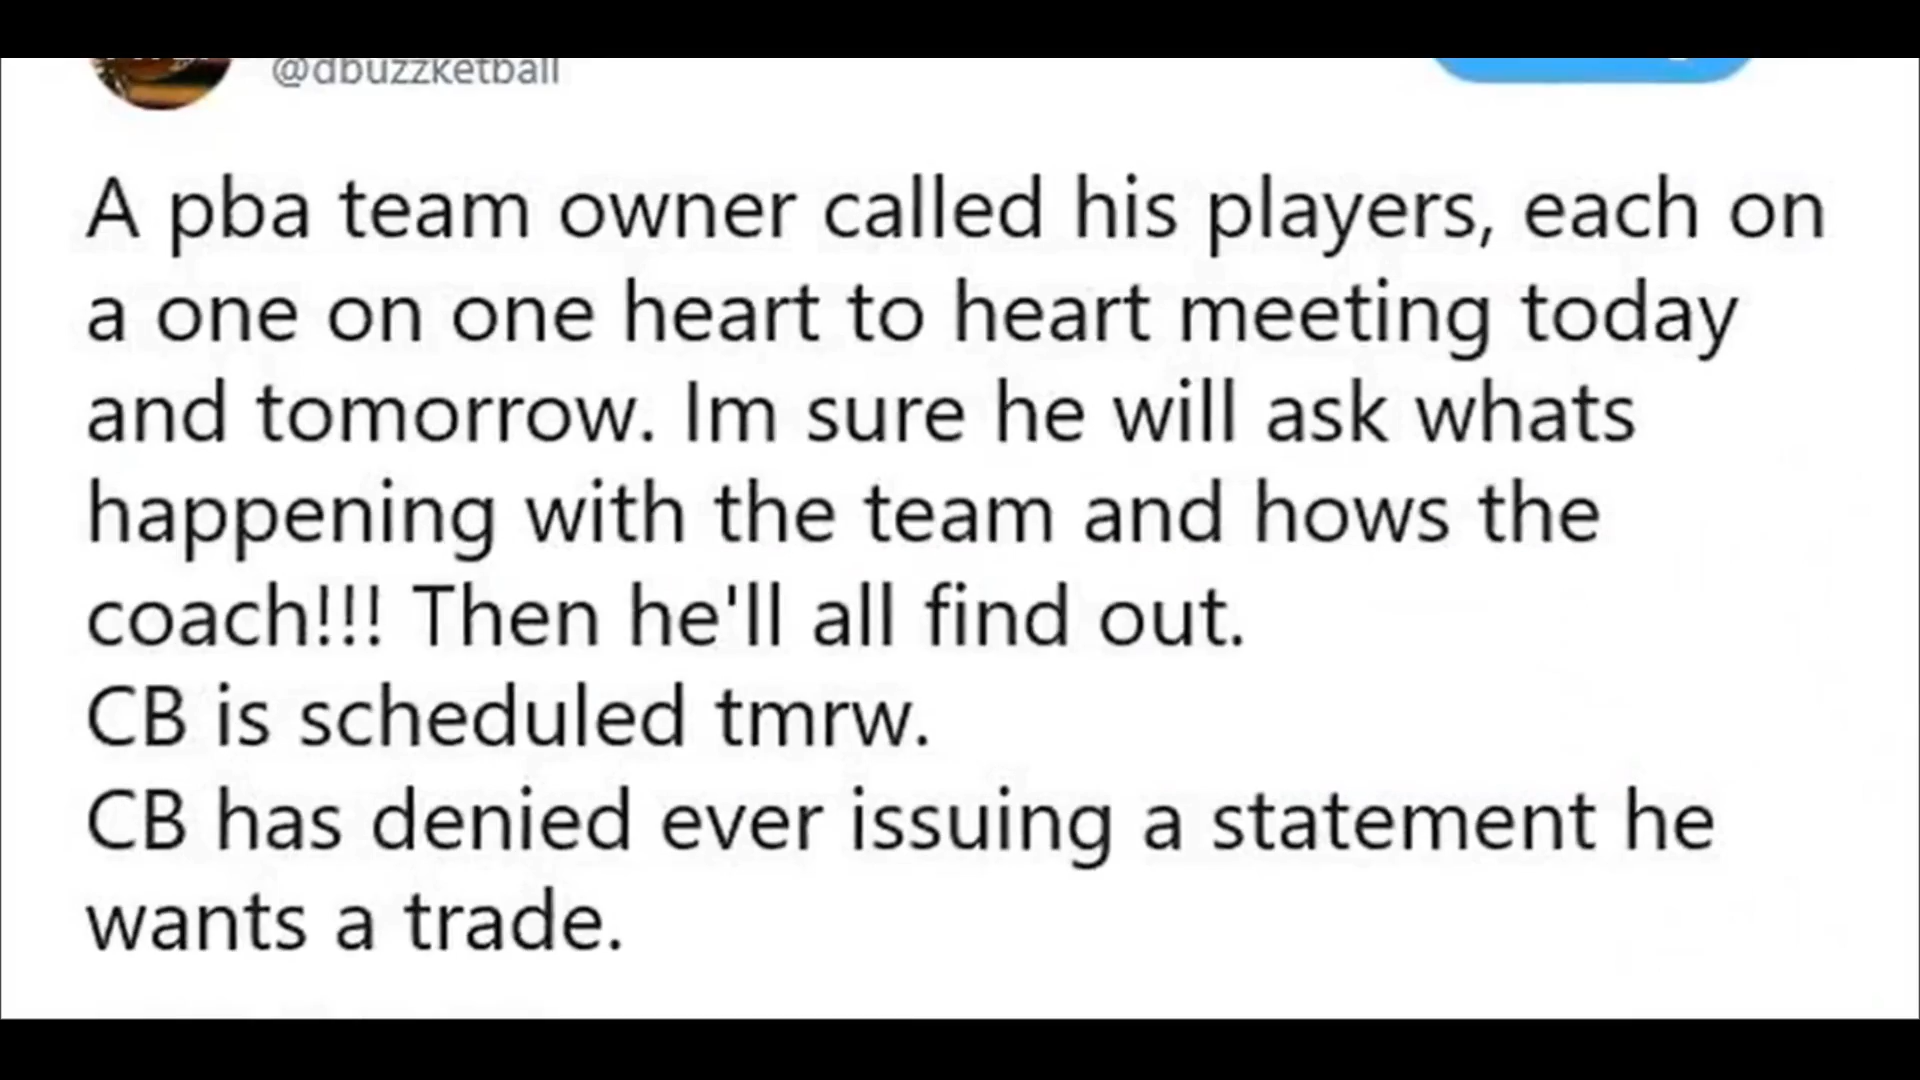 @dbuzzketball
A pba team owner called his players, each on
a one on one heart to heart meeting today
and tomorrow. Im sure he will ask whats
happening with the team and hows the
coach!!! Then he'll all find out.
CB is scheduled tmrw.
CB has denied ever issuing a statement he
wants a trade.